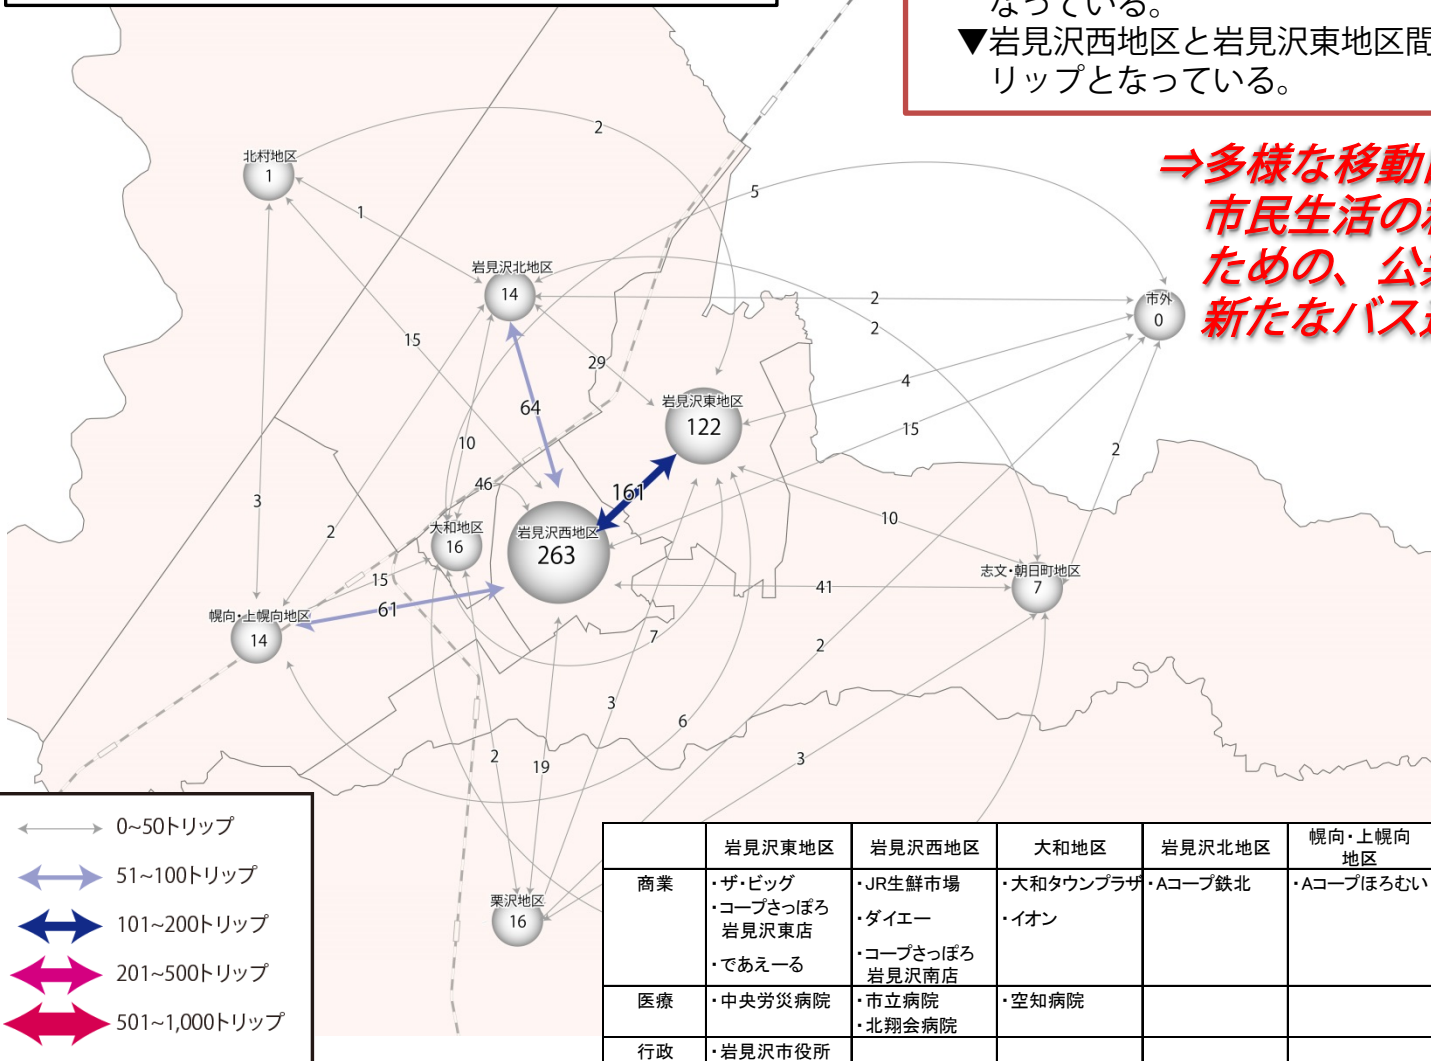 なっている。
▼岩見沢西地区と岩見沢東地区間
リップとなっている。
⇒多様な移動
市民生活の
ための、公
新たなバス
北村地区
1
2
5
1
岩見沢北地区
14
市外
0
2
2
15
29
4
64
岩見沢東地区
122
15
10
2
46
161
3
大和地区
16
岩見沢西地区
263
10
2
志文・朝日町地区
7
15
61
41
幌向・上幌向地区
14
7
2
3
6
2
19
3
栗沢地区
16
0~50トリップ
51~100トリップ
101~200トリップ
201~500トリップ
501~1,000トリップ
岩見沢東地区 岩見沢西地区 大和地区 岩見沢北地区 幌向・上幌向
地区
商業 ・ザ・ビッグ ・JR生鮮市場 ・大和タウンプラザ ・Aコープ鉄北 ・Aコープほろむい
・コープさっぽろ ・ダイエー ・イオン
岩見沢東店
・であえーる ・コープさっぽろ
岩見沢南店
医療 ・中央労災病院 ・市立病院 ・空知病院
・北翔会病院
行政 ・岩見沢市役所